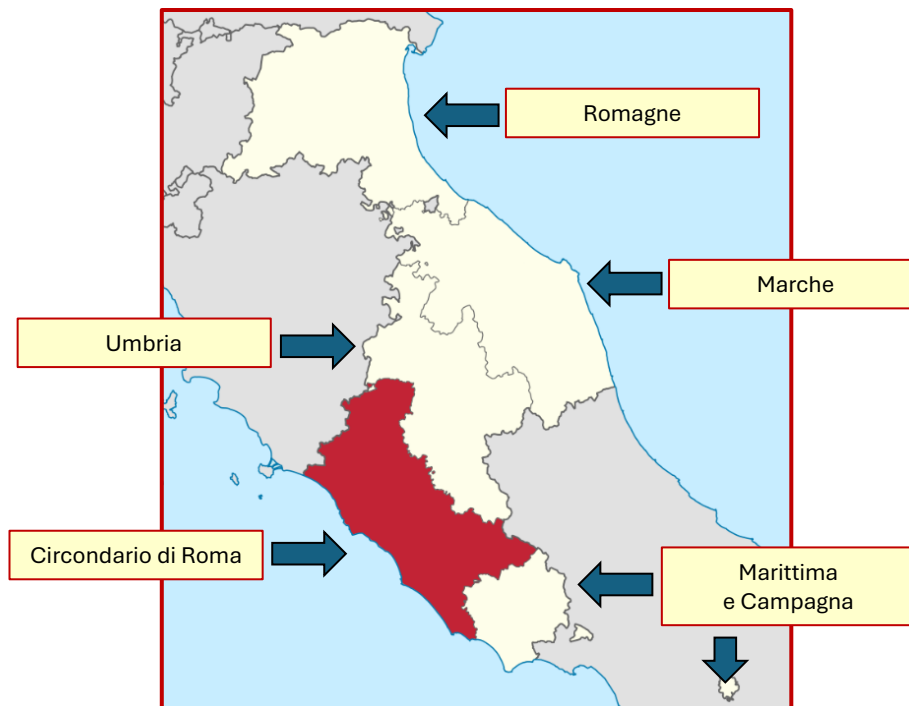 Romagne
Marche
Umbria
Circondario di Roma
Marittima
e Campagna